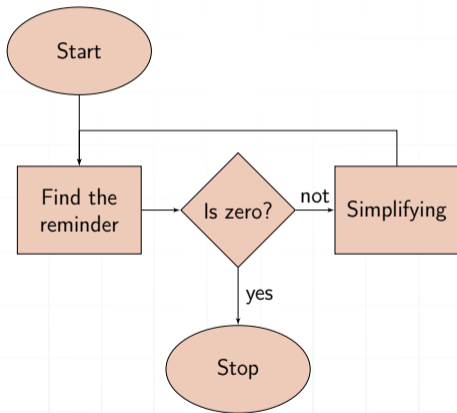 Start
Find the
reminder
Is zero?
not
Simplifying
yes
Stop